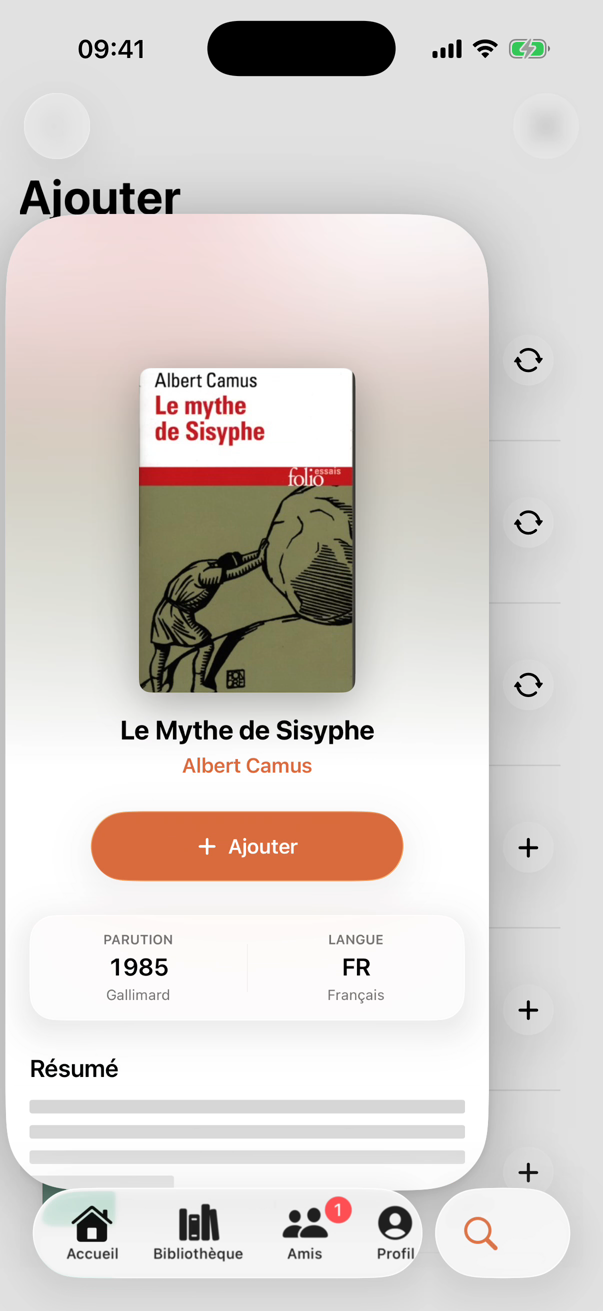 09:41
Ajouter
Albert Camus
Le mythe
de Sisyphe
folio essais
Le Mythe de Sisyphe
Albert Camus
+ Ajouter
PARUTION
1985
Gallimard
LANGUE
FR
Français
Résumé
1
Accueil
Bibliothèque
Amis
Profil